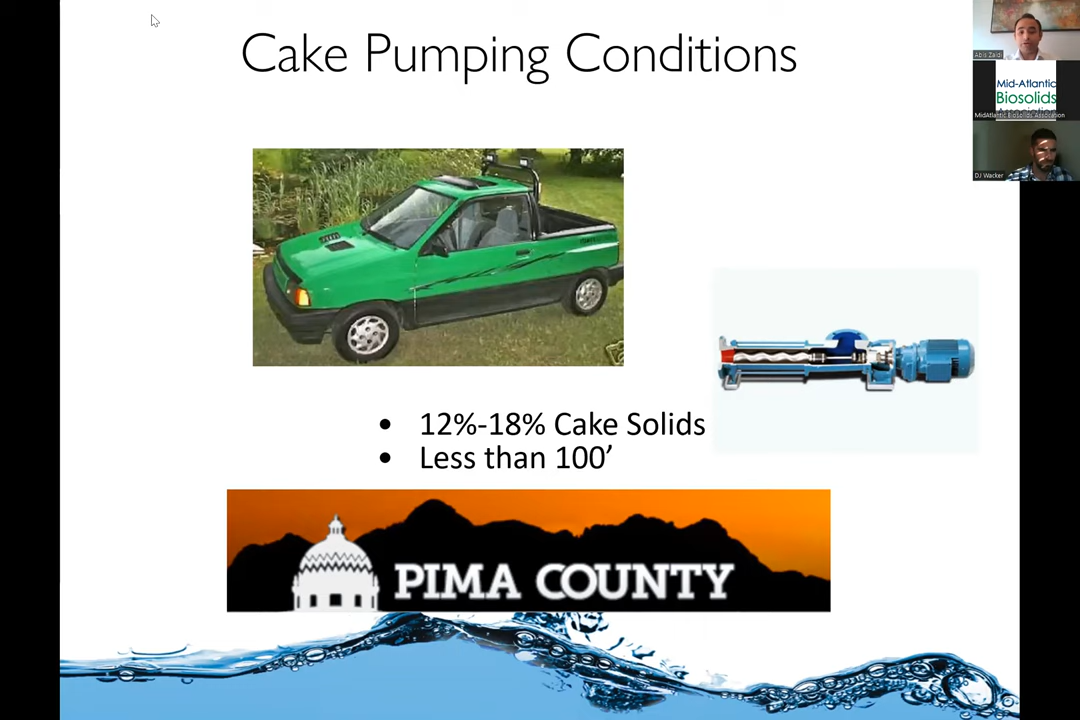 Cake Pumping Conditions
• 12%-18% Cake Solids
• Less than 100’
PIMA COUNTY
Abis Zaidi
Mid-Atlantic
Biosolids
Association
MidAtlantic Biosolids Association
DJ Wacker